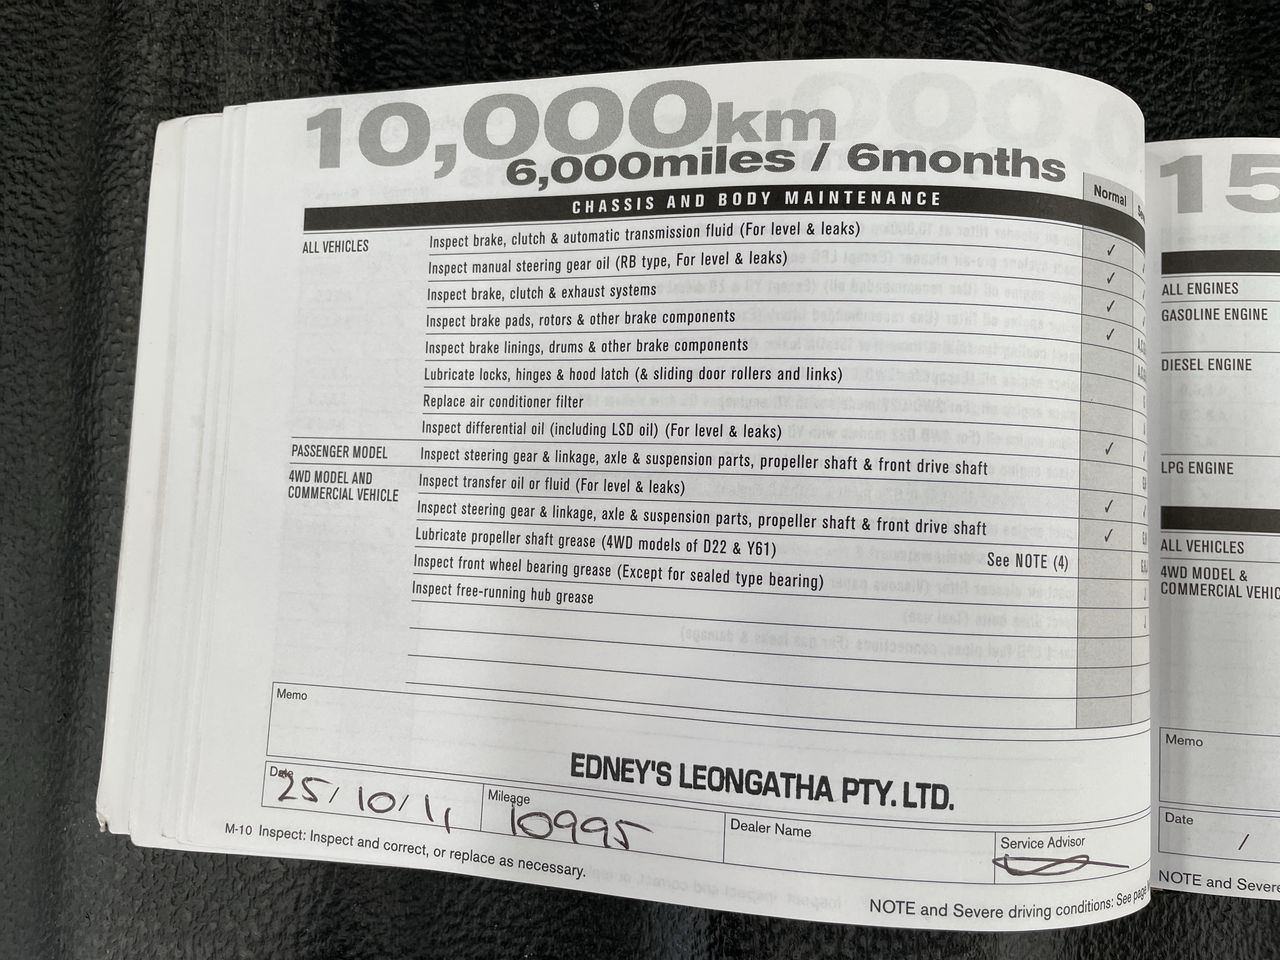 10,000km
6,000miles / 6months
CHASSIS AND BODY MAINTENANCE
Normal
ALL VEHICLES
Inspect brake, clutch & automatic transmission fluid (For level & leaks) ✓
Inspect manual steering gear oil (RB type, For level & leaks) ✓
Inspect brake, clutch & exhaust systems ✓
Inspect brake pads, rotors & other brake components ✓
Inspect brake linings, drums & other brake components
Lubricate locks, hinges & hood latch (& sliding door rollers and links)
Replace air conditioner filter
Inspect differential oil (including LSD oil) (For level & leaks) ✓
PASSENGER MODEL
Inspect steering gear & linkage, axle & suspension parts, propeller shaft & front drive shaft
4WD MODEL AND
COMMERCIAL VEHICLE
Inspect transfer oil or fluid (For level & leaks) ✓
Inspect steering gear & linkage, axle & suspension parts, propeller shaft & front drive shaft ✓
Lubricate propeller shaft grease (4WD models of D22 & Y61) See NOTE (4)
Inspect front wheel bearing grease (Except for sealed type bearing)
Inspect free-running hub grease
Memo
EDNEY'S LEONGATHA PTY. LTD.
Date 25/10/11
Mileage 10995
Dealer Name
Service Advisor
M-10 Inspect: Inspect and correct, or replace as necessary.
NOTE and Severe driving conditions: See page
15
ALL ENGINES
GASOLINE ENGINE
DIESEL ENGINE
LPG ENGINE
ALL VEHICLES
4WD MODEL &
COMMERCIAL VEHIC
Memo
Date /
NOTE and Severe